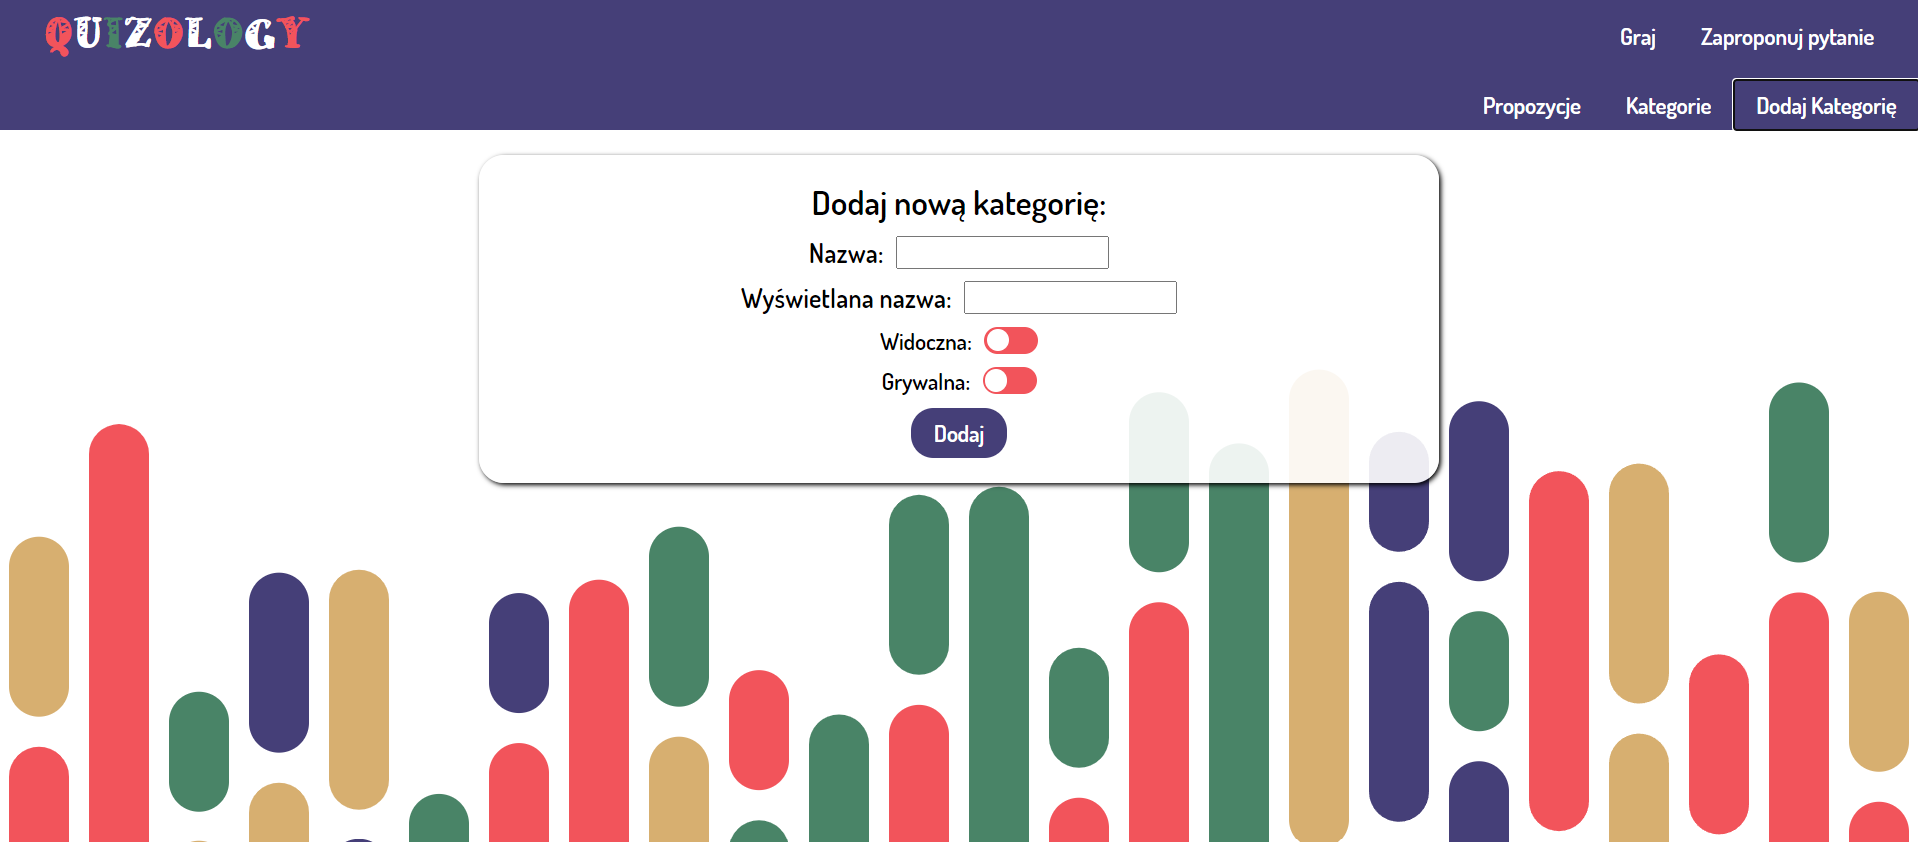 QUIZOLOGY
Graj Zaproponuj pytanie
Propozycje Kategorie Dodaj Kategorię
Dodaj nową kategorię:
Nazwa:
Wyświetlana nazwa:
Widoczna:
Grywalna:
Dodaj